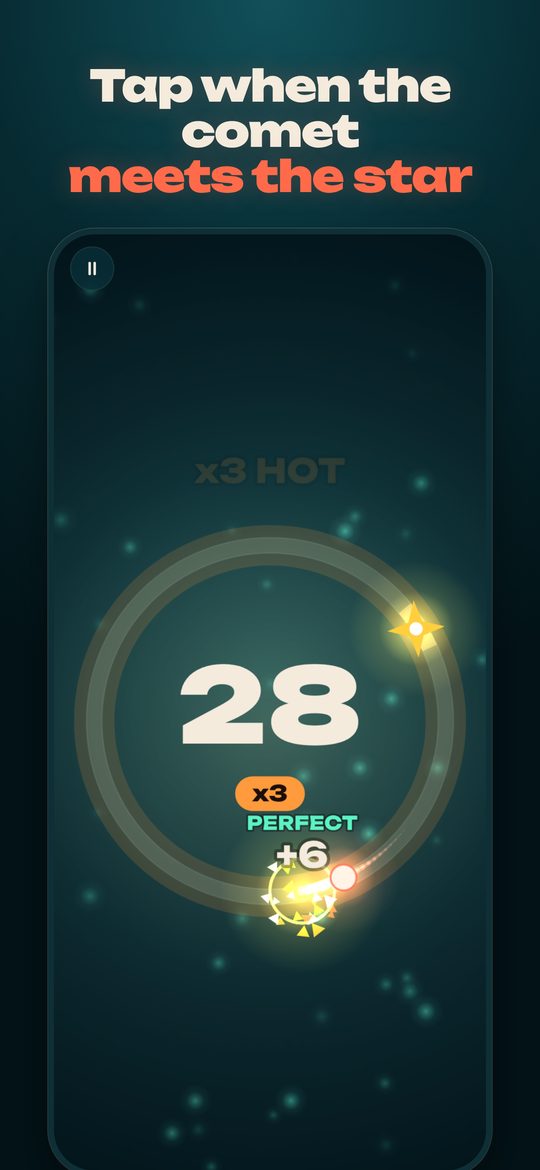 Tap when the
comet
meets the star
x3 HOT
28
x3
PERFECT
+6